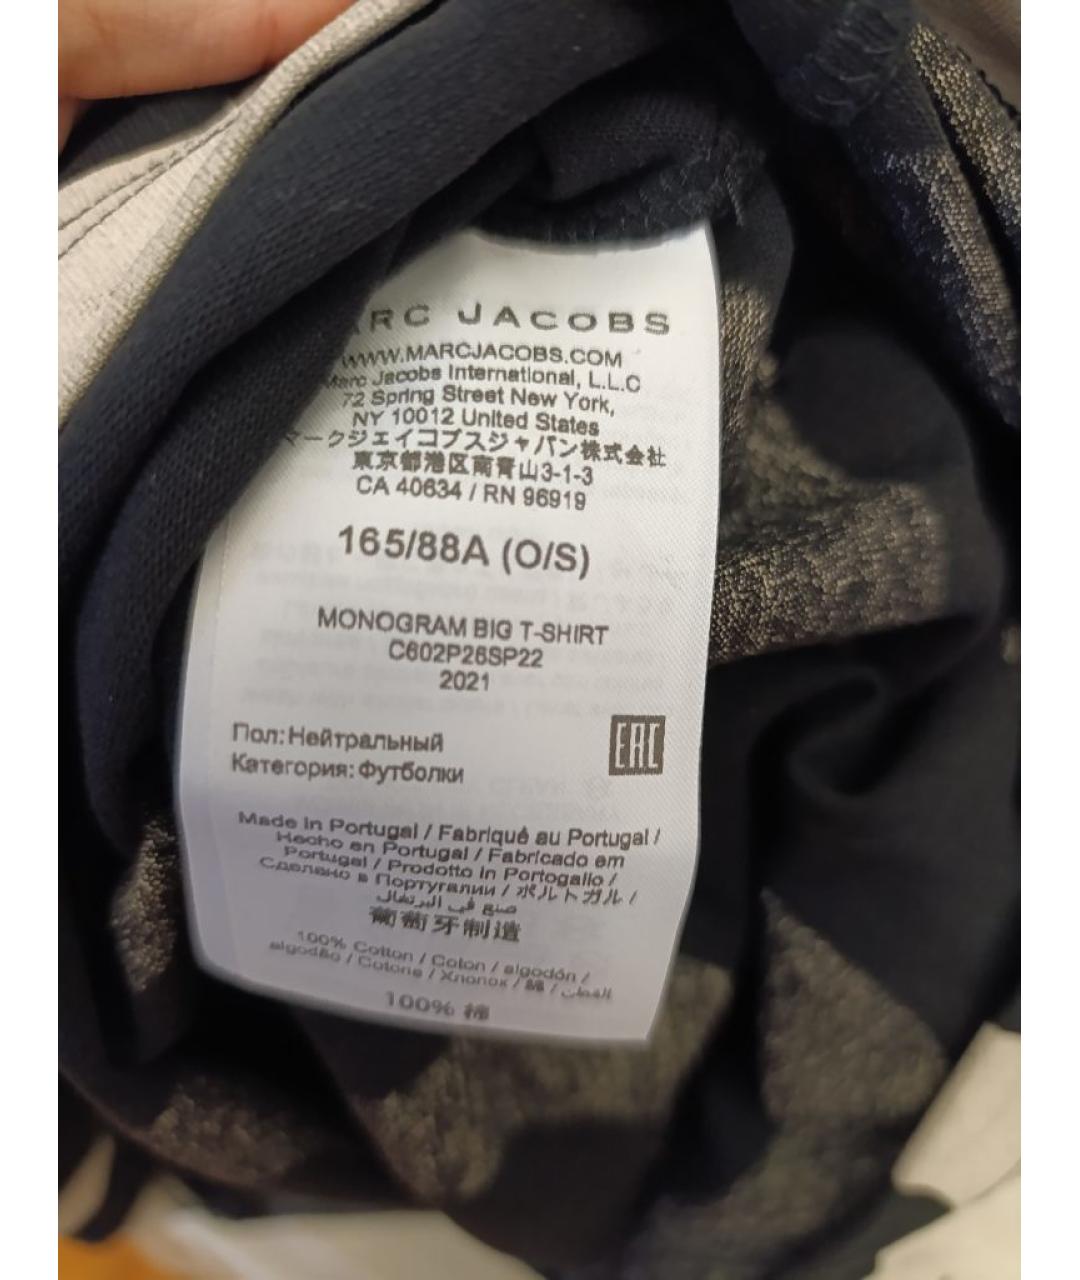 RC JACOBS
WWW.MARCJACOBS.COM
Marc Jacobs International, L.L.C
72 Spring Street New York,
NY 10012 United States
マークジェイコブスジャパン株式会社
東京都港区南青山3-1-3
CA 40634 / RN 96919
165/88A (O/S)
MONOGRAM BIG T-SHIRT
C602P26SP22
2021
Пол: Нейтральный
EAC
Категория: Футболки
Made in Portugal / Fabriqué au Portugal /
Hecho en Portugal / Fabricado em
Portugal / Prodotto in Portogallo /
Сделано в Португалии / ポルトガル /
صنع في البرتغال
葡萄牙制造
100% Cotton / Coton / algodón /
algodão / Cotone / Хлопок / 綿 / القطن
100% 棉